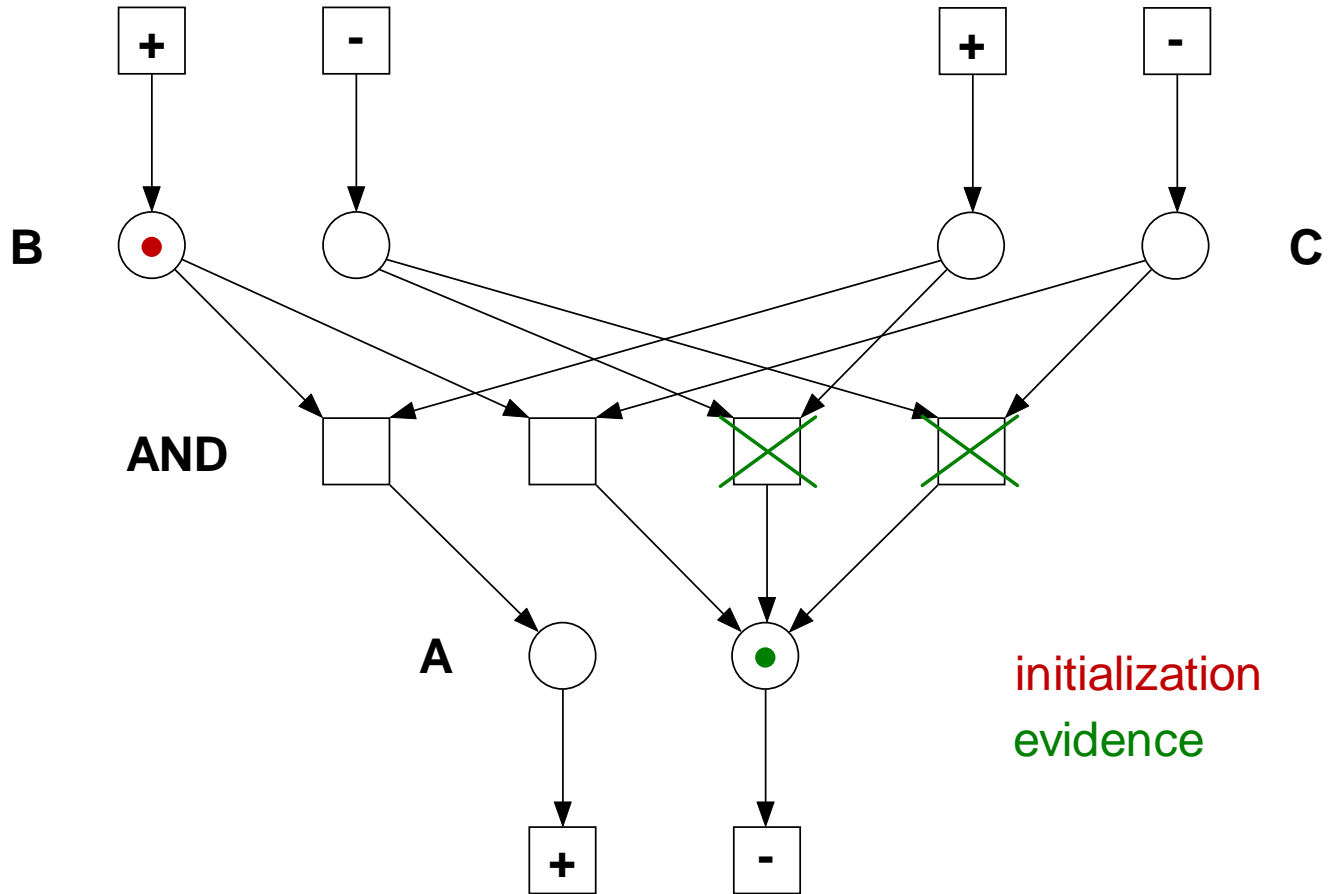 + - + -
B C
AND
A
initialization
evidence
+ -